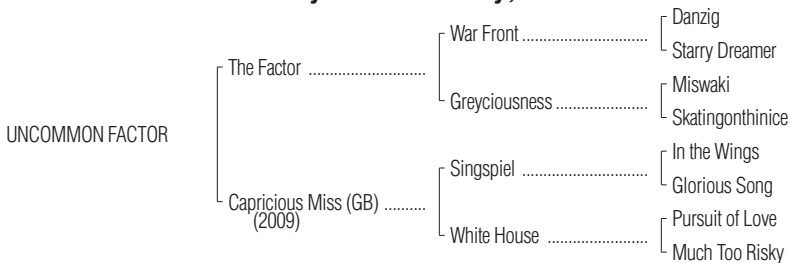 Danzig
War Front ............................
Starry Dreamer
The Factor ..........................
Miswaki
Greyciousness .....................
Skatingonthinice
UNCOMMON FACTOR
In the Wings
Singspiel ............................
Glorious Song
Capricious Miss (GB) .........
(2009)
Pursuit of Love
White House .......................
Much Too Risky